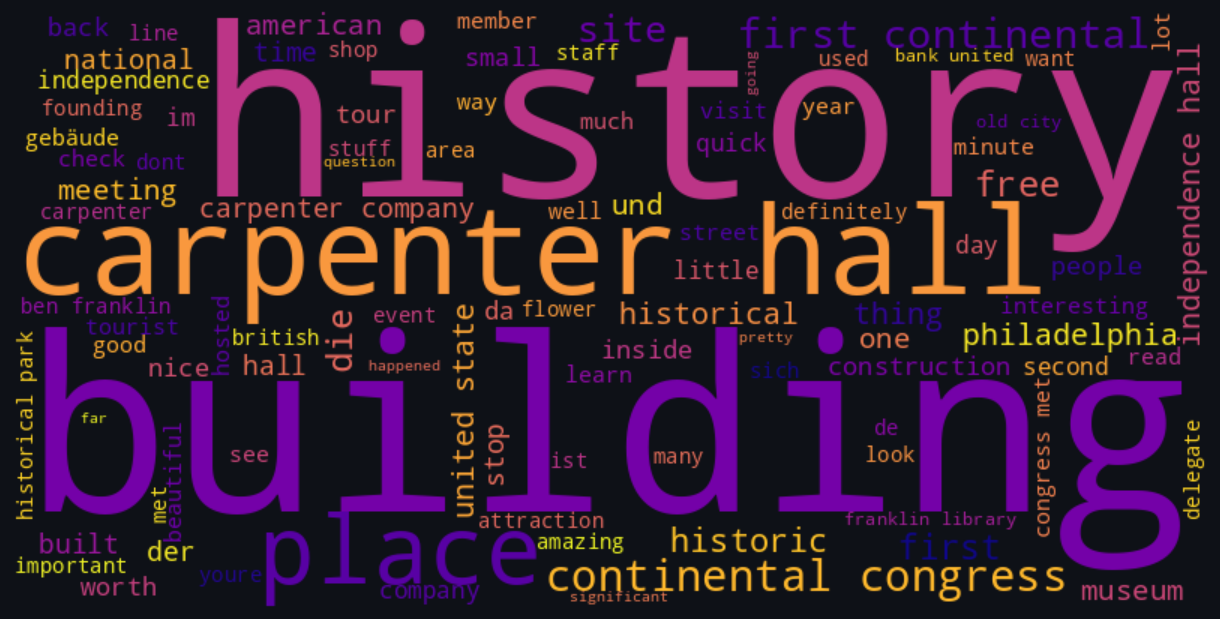 back
line
american
member
site
first continental
lot
national
time
shop
small
staff
used
bank united
want
independence
history
going
founding
im
tour
way
much
visit
year
old city
gebäude
stuff
area
quick
minute
check
dont
question
free
independence hall
meeting
carpenter
carpenter company
well
und
definitely
carpenter hall
street
day
little
people
ben franklin
hosted
die
event
da
flower
historical
thing
interesting
tourist
good
british
united state
inside
pretty
one
philadelphia
nice
hall
happened
learn
sich
construction
second
read
historical park
building
far
beautiful
see
stop
ist
many
look
de
congress met
delegate
met
attraction
franklin library
built
der
place
amazing
historic
first
important
youre
company
continental
congress
worth
significant
museum